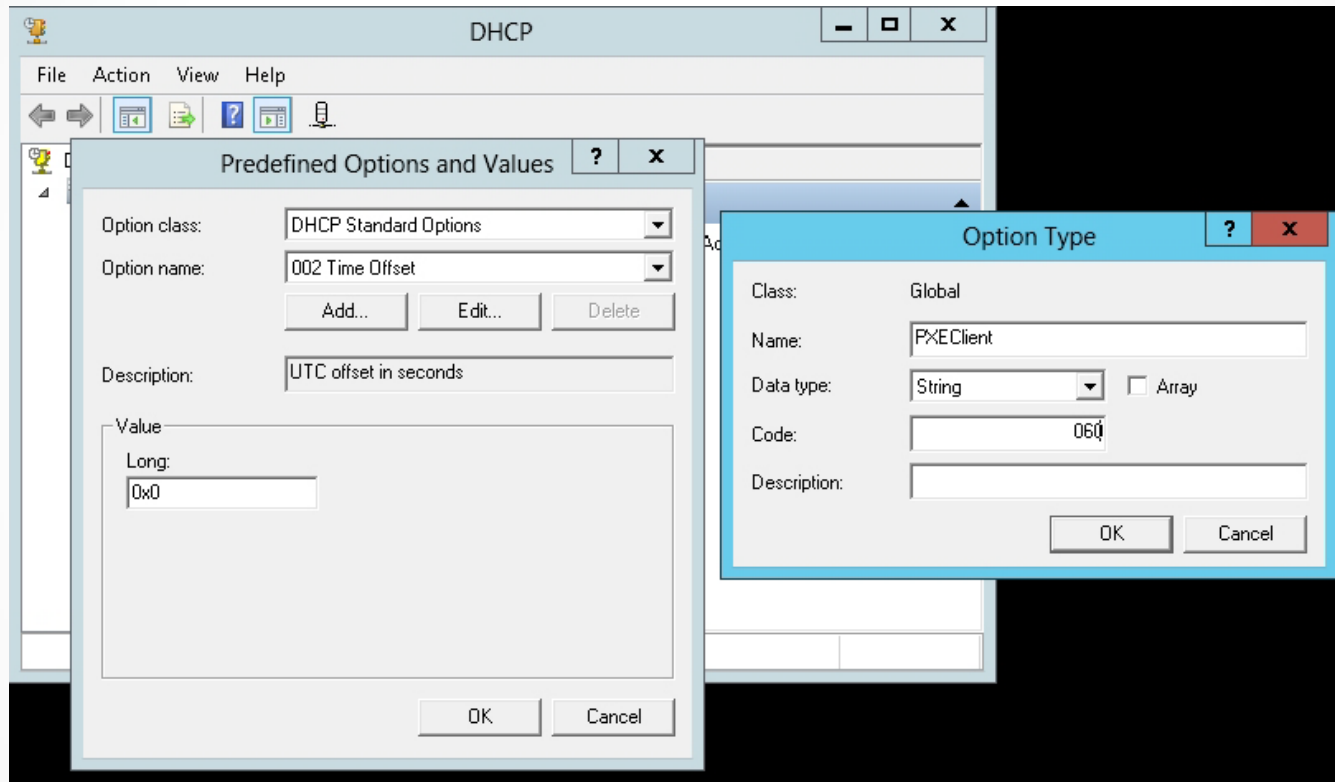 DHCP
File Action View Help
Predefined Options and Values
Option class: DHCP Standard Options
Option name: 002 Time Offset
Add... Edit... Delete
Description: UTC offset in seconds
Value
Long:
0x0
OK Cancel
Option Type
Class: Global
Name: PXEClient
Data type: String Array
Code: 060
Description:
OK Cancel